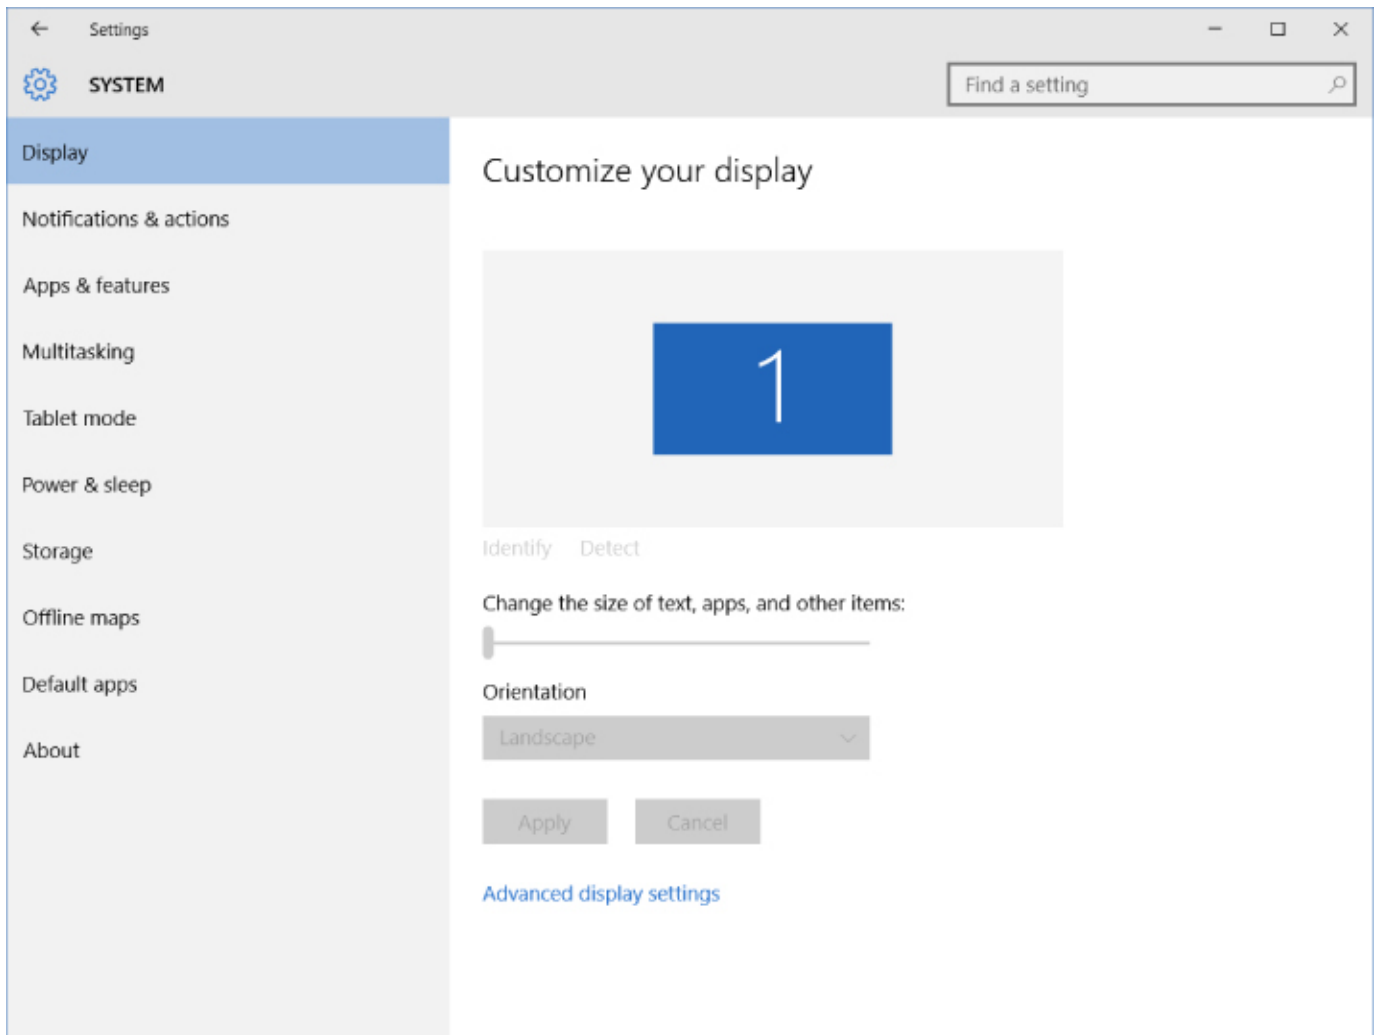 Settings
SYSTEM
Find a setting
Display
Notifications & actions
Apps & features
Multitasking
Tablet mode
Power & sleep
Storage
Offline maps
Default apps
About
Customize your display
1
Identify Detect
Change the size of text, apps, and other items:
Orientation
Landscape
Apply Cancel
Advanced display settings